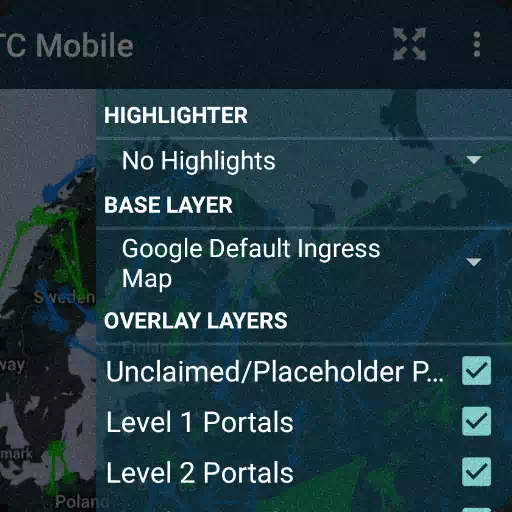 TC Mobile
HIGHLIGHTER
No Highlights
BASE LAYER
Google Default Ingress
Map
Sweden
OVERLAY LAYERS
Unclaimed/Placeholder P...
way
Level 1 Portals
mark
Level 2 Portals
Poland